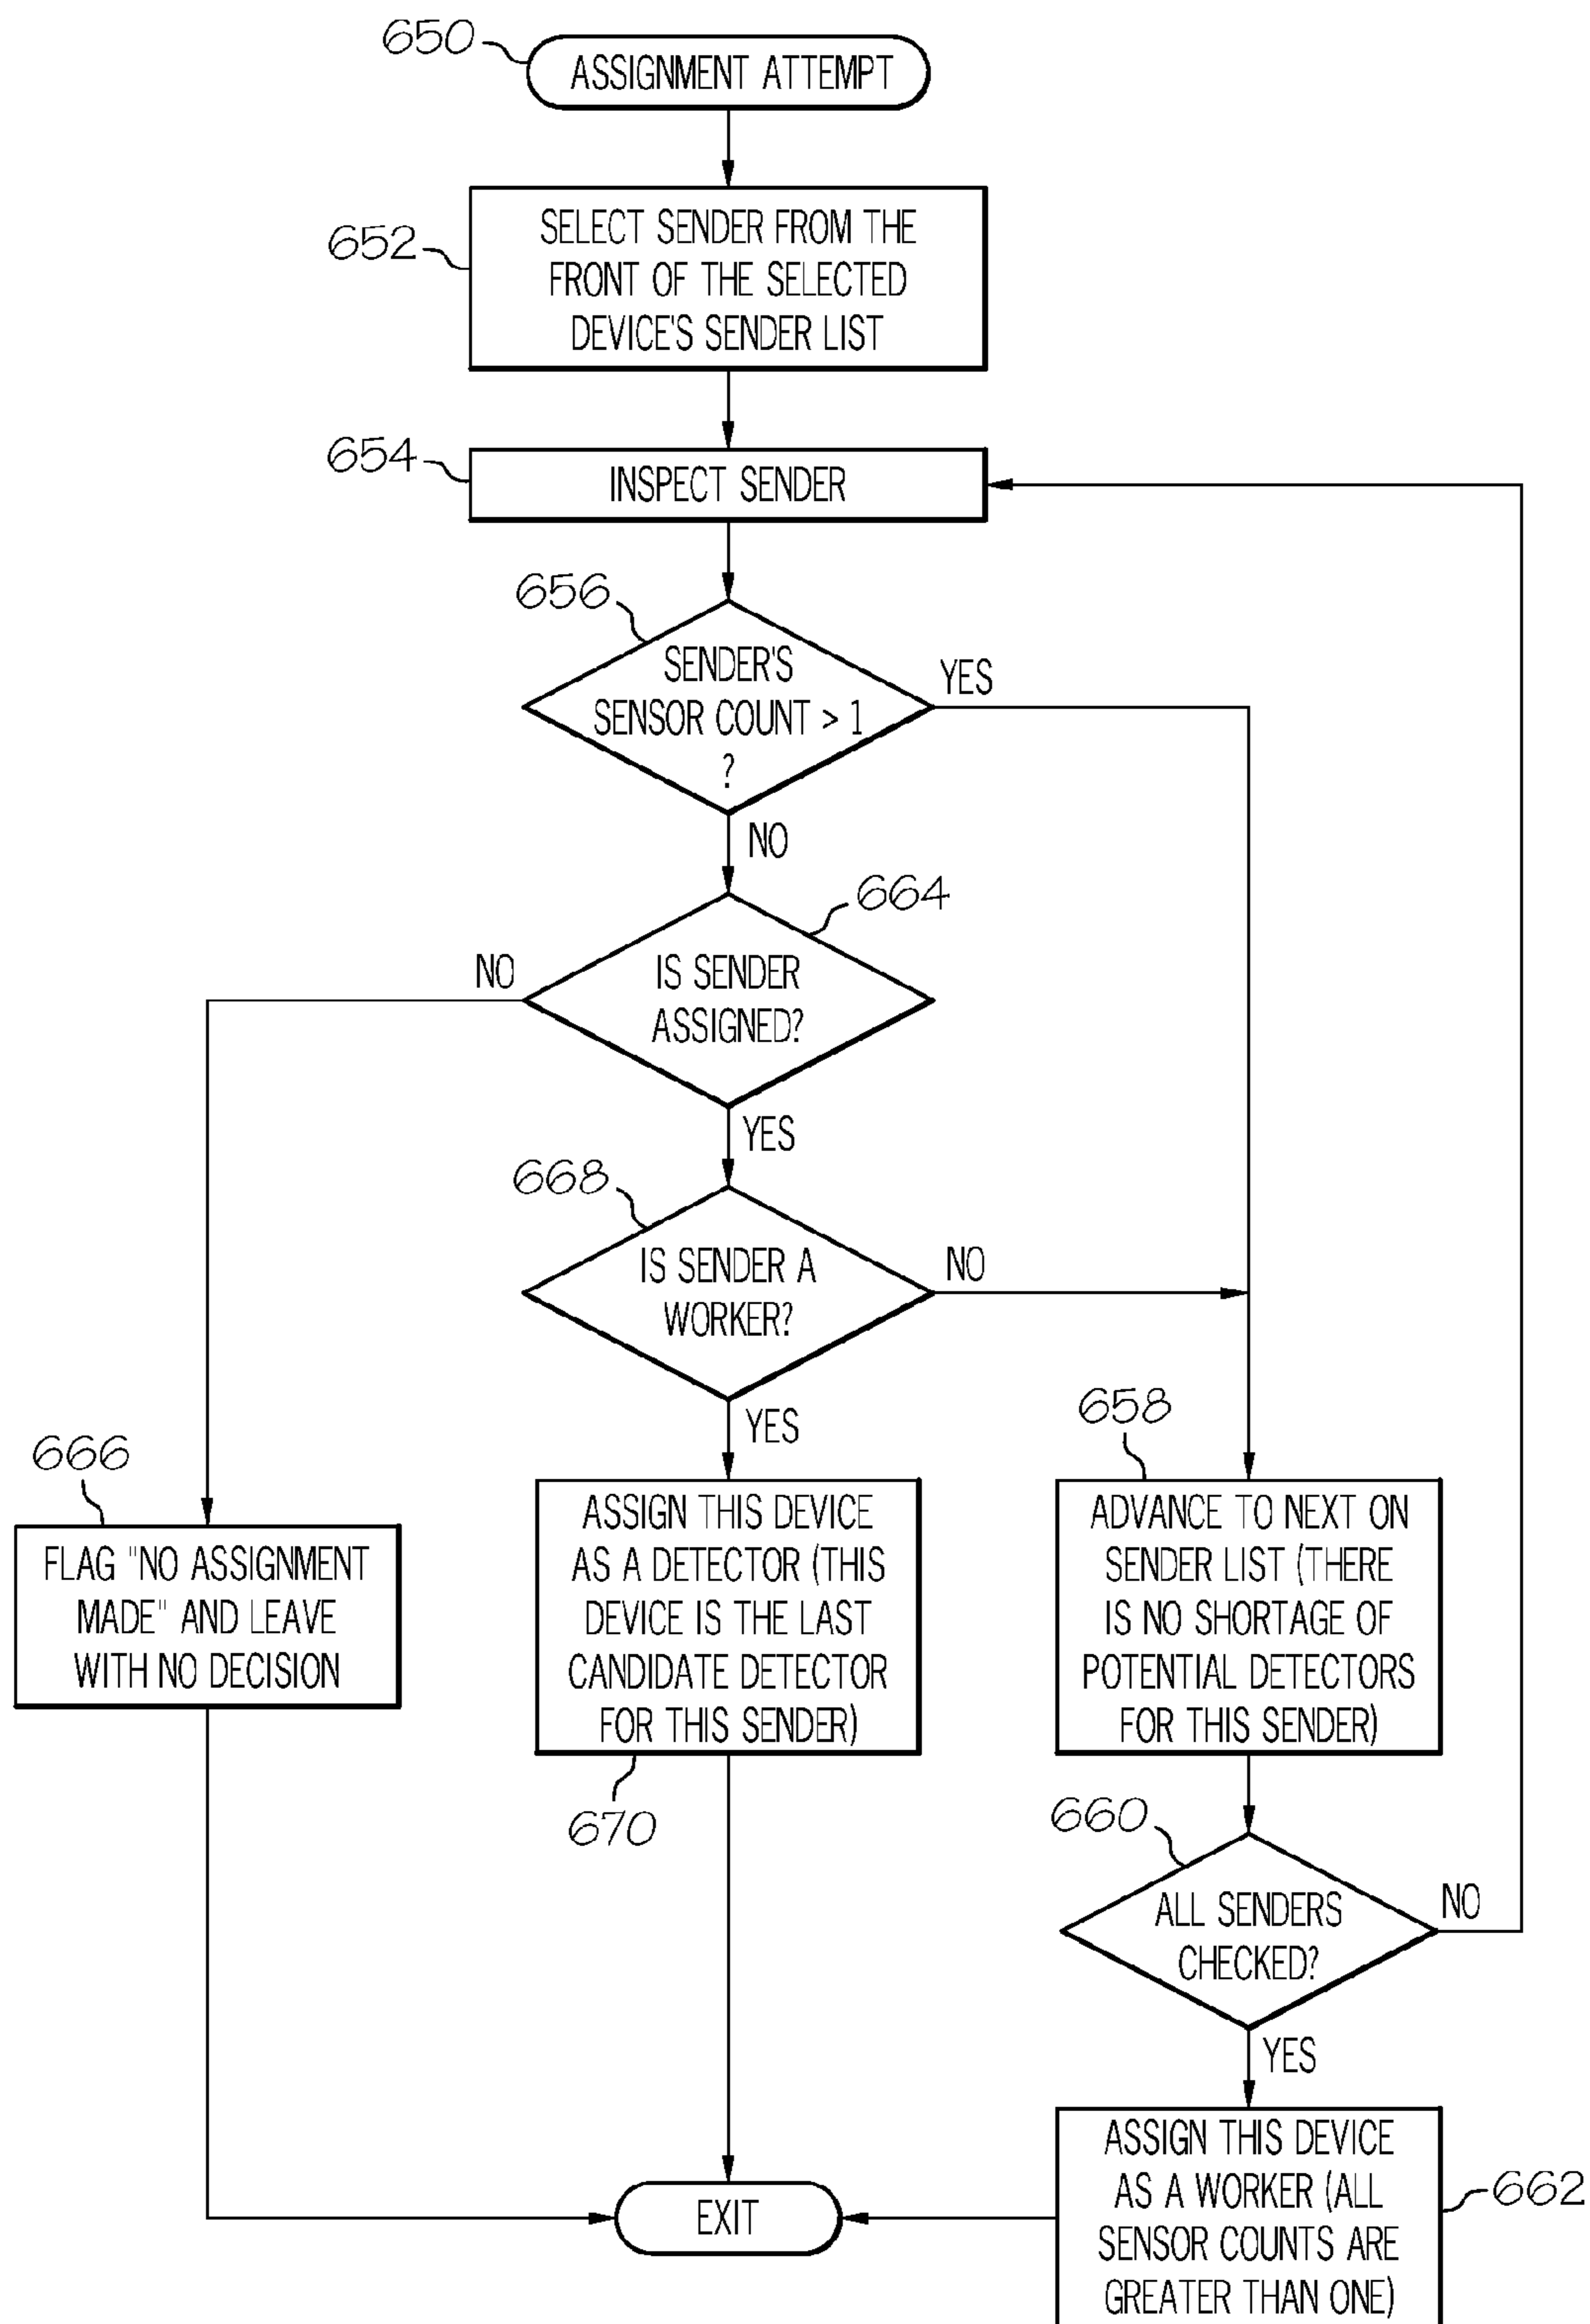 650
ASSIGNMENT ATTEMPT
652
SELECT SENDER FROM THE
FRONT OF THE SELECTED
DEVICE'S SENDER LIST
654
INSPECT SENDER
656
SENDER'S
SENSOR COUNT > 1
?
YES
NO
664
IS SENDER
ASSIGNED?
NO
YES
668
IS SENDER A
WORKER?
NO
YES
666
FLAG "NO ASSIGNMENT
MADE" AND LEAVE
WITH NO DECISION
ASSIGN THIS DEVICE
AS A DETECTOR (THIS
DEVICE IS THE LAST
CANDIDATE DETECTOR
FOR THIS SENDER)
670
658
ADVANCE TO NEXT ON
SENDER LIST (THERE
IS NO SHORTAGE OF
POTENTIAL DETECTORS
FOR THIS SENDER)
660
ALL SENDERS
CHECKED?
NO
YES
ASSIGN THIS DEVICE
AS A WORKER (ALL
SENSOR COUNTS ARE
GREATER THAN ONE)
662
EXIT